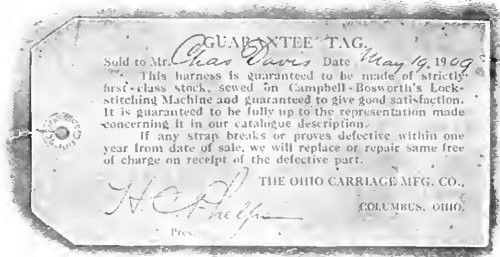 GUARANTEE TAG.
Sold to Mr. Chas Davis Date May 19, 1909
This harness is guaranteed to be made of strictly
first-class stock, sewed on Campbell-Bosworth's Lock-
stitching Machine and guaranteed to give good satisfaction.
It is guaranteed to be fully up to the representation made
concerning it in our catalogue description.
If any strap breaks or proves defective within one
year from date of sale, we will replace or repair same free
of charge on receipt of the defective part.
THE OHIO CARRIAGE MFG. CO.,
H. C. Phelps
COLUMBUS, OHIO.
Pres.